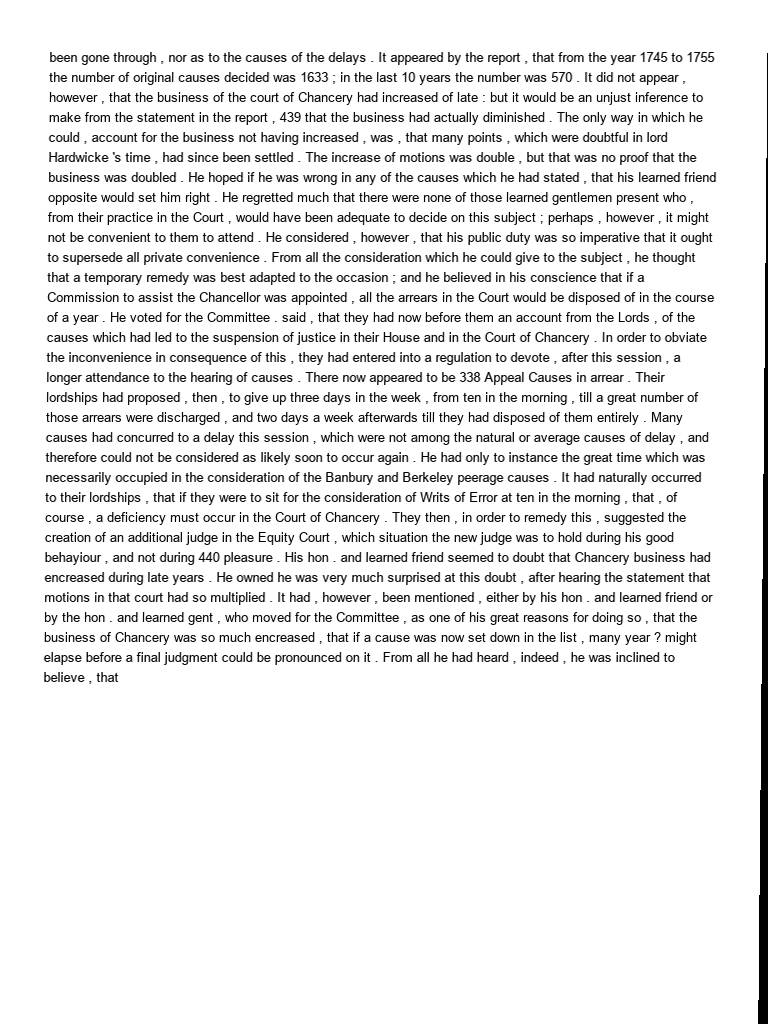 been gone through , nor as to the causes of the delays . It appeared by the report , that from the year 1745 to 1755
the number of original causes decided was 1633 ; in the last 10 years the number was 570 . It did not appear ,
however , that the business of the court of Chancery had increased of late : but it would be an unjust inference to
make from the statement in the report , 439 that the business had actually diminished . The only way in which he
could , account for the business not having increased , was , that many points , which were doubtful in lord
Hardwicke 's time , had since been settled . The increase of motions was double , but that was no proof that the
business was doubled . He hoped if he was wrong in any of the causes which he had stated , that his learned friend
opposite would set him right . He regretted much that there were none of those learned gentlemen present who ,
from their practice in the Court , would have been adequate to decide on this subject ; perhaps , however , it might
not be convenient to them to attend . He considered , however , that his public duty was so imperative that it ought
to supersede all private convenience . From all the consideration which he could give to the subject , he thought
that a temporary remedy was best adapted to the occasion ; and he believed in his conscience that if a
Commission to assist the Chancellor was appointed , all the arrears in the Court would be disposed of in the course
of a year . He voted for the Committee . said , that they had now before them an account from the Lords , of the
causes which had led to the suspension of justice in their House and in the Court of Chancery . In order to obviate
the inconvenience in consequence of this , they had entered into a regulation to devote , after this session , a
longer attendance to the hearing of causes . There now appeared to be 338 Appeal Causes in arrear . Their
lordships had proposed , then , to give up three days in the week , from ten in the morning , till a great number of
those arrears were discharged , and two days a week afterwards till they had disposed of them entirely . Many
causes had concurred to a delay this session , which were not among the natural or average causes of delay , and
therefore could not be considered as likely soon to occur again . He had only to instance the great time which was
necessarily occupied in the consideration of the Banbury and Berkeley peerage causes . It had naturally occurred
to their lordships , that if they were to sit for the consideration of Writs of Error at ten in the morning , that , of
course , a deficiency must occur in the Court of Chancery . They then , in order to remedy this , suggested the
creation of an additional judge in the Equity Court , which situation the new judge was to hold during his good
behayiour , and not during 440 pleasure . His hon . and learned friend seemed to doubt that Chancery business had
encreased during late years . He owned he was very much surprised at this doubt , after hearing the statement that
motions in that court had so multiplied . It had , however , been mentioned , either by his hon . and learned friend or
by the hon . and learned gent , who moved for the Committee , as one of his great reasons for doing so , that the
business of Chancery was so much encreased , that if a cause was now set down in the list , many year ? might
elapse before a final judgment could be pronounced on it . From all he had heard , indeed , he was inclined to
believe , that